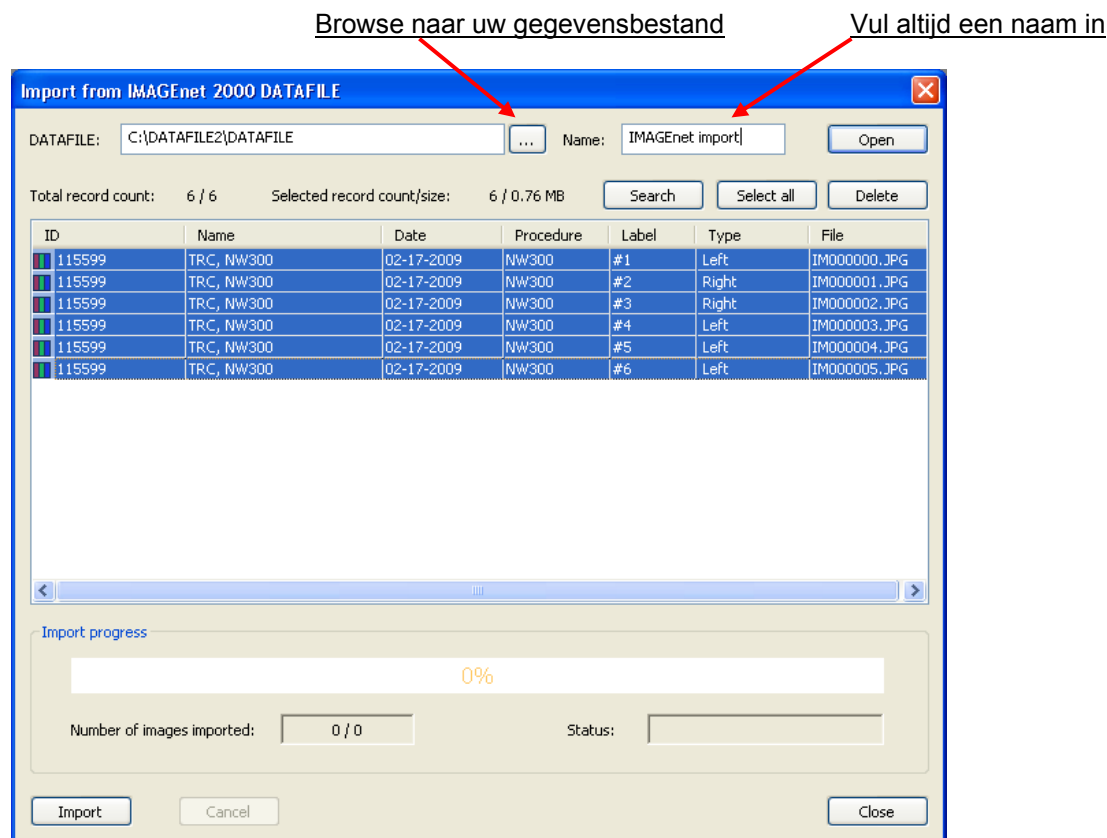 Browse naar uw gegevensbestand Vul altijd een naam in
Import from IMAGEnet 2000 DATAFILE
DATAFILE: C:\DATAFILE2\DATAFILE ... Name: IMAGEnet import Open
Total record count: 6 / 6 Selected record count/size: 6 / 0.76 MB Search Select all Delete
ID Name Date Procedure Label Type File
115599 TRC, NW300 02-17-2009 NW300 #1 Left IM000000.JPG
115599 TRC, NW300 02-17-2009 NW300 #2 Right IM000001.JPG
115599 TRC, NW300 02-17-2009 NW300 #3 Right IM000002.JPG
115599 TRC, NW300 02-17-2009 NW300 #4 Left IM000003.JPG
115599 TRC, NW300 02-17-2009 NW300 #5 Left IM000004.JPG
115599 TRC, NW300 02-17-2009 NW300 #6 Left IM000005.JPG
Import progress
0%
Number of images imported: 0 / 0 Status:
Import Cancel Close